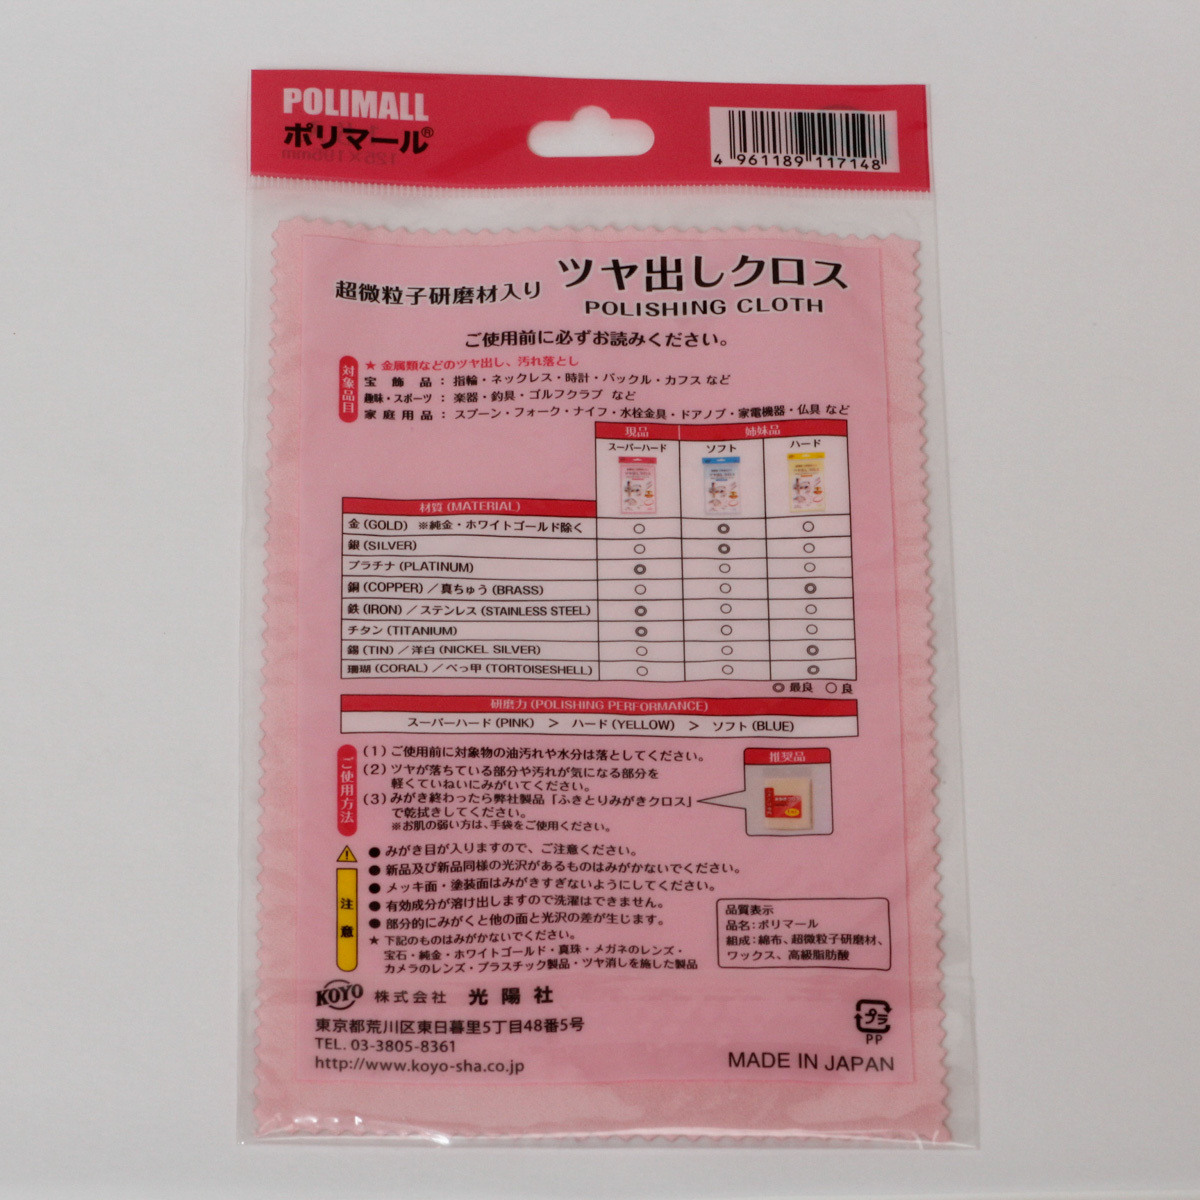 POLIMALL
ポリマール®
4 961189 117148
超微粒子研磨材入り ツヤ出しクロス
POLISHING CLOTH
ご使用前に必ずお読みください。
対象品目
★ 金属類などのツヤ出し、汚れ落とし
宝飾品：指輪・ネックレス・時計・バックル・カフス など
趣味・スポーツ：楽器・釣具・ゴルフクラブ など
家庭用品：スプーン・フォーク・ナイフ・水栓金具・ドアノブ・家電機器・仏具 など
現品 姉妹品
スーパーハード ソフト ハード
材質 (MATERIAL)
金 (GOLD) ※純金・ホワイトゴールド除く ○ ◎ ○
銀 (SILVER) ○ ◎ ○
プラチナ (PLATINUM) ◎ ○ ○
銅 (COPPER) ／真ちゅう (BRASS) ○ ○ ◎
鉄 (IRON) ／ステンレス (STAINLESS STEEL) ◎ ○ ○
チタン (TITANIUM) ◎ ○ ○
錫 (TIN) ／洋白 (NICKEL SILVER) ○ ○ ◎
珊瑚 (CORAL) ／べっ甲 (TORTOISESHELL) ○ ○ ◎
◎ 最良 ○ 良
研磨力 (POLISHING PERFORMANCE)
スーパーハード (PINK) ＞ ハード (YELLOW) ＞ ソフト (BLUE)
ご使用方法
(1) ご使用前に対象物の油汚れや水分は落としてください。
(2) ツヤが落ちている部分や汚れが気になる部分を
軽くていねいにみがいてください。
(3) みがき終わったら弊社製品「ふきとりみがきクロス」
で乾拭きしてください。
※お肌の弱い方は、手袋をご使用ください。
推奨品
注意
● みがき目が入りますので、ご注意ください。
● 新品及び新品同様の光沢があるものはみがかないでください。
● メッキ面・塗装面はみがきすぎないようにしてください。
● 有効成分が溶け出しますので洗濯はできません。
● 部分的にみがくと他の面と光沢の差が生じます。
★ 下記のものはみがかないでください。
宝石・純金・ホワイトゴールド・真珠・メガネのレンズ・
カメラのレンズ・プラスチック製品・ツヤ消しを施した製品
品質表示
品名：ポリマール
組成：綿布、超微粒子研磨材、
ワックス、高級脂肪酸
KOYO 株式会社 光陽社
東京都荒川区東日暮里5丁目48番5号
TEL. 03-3805-8361
http://www.koyo-sha.co.jp
プラ
PP
MADE IN JAPAN